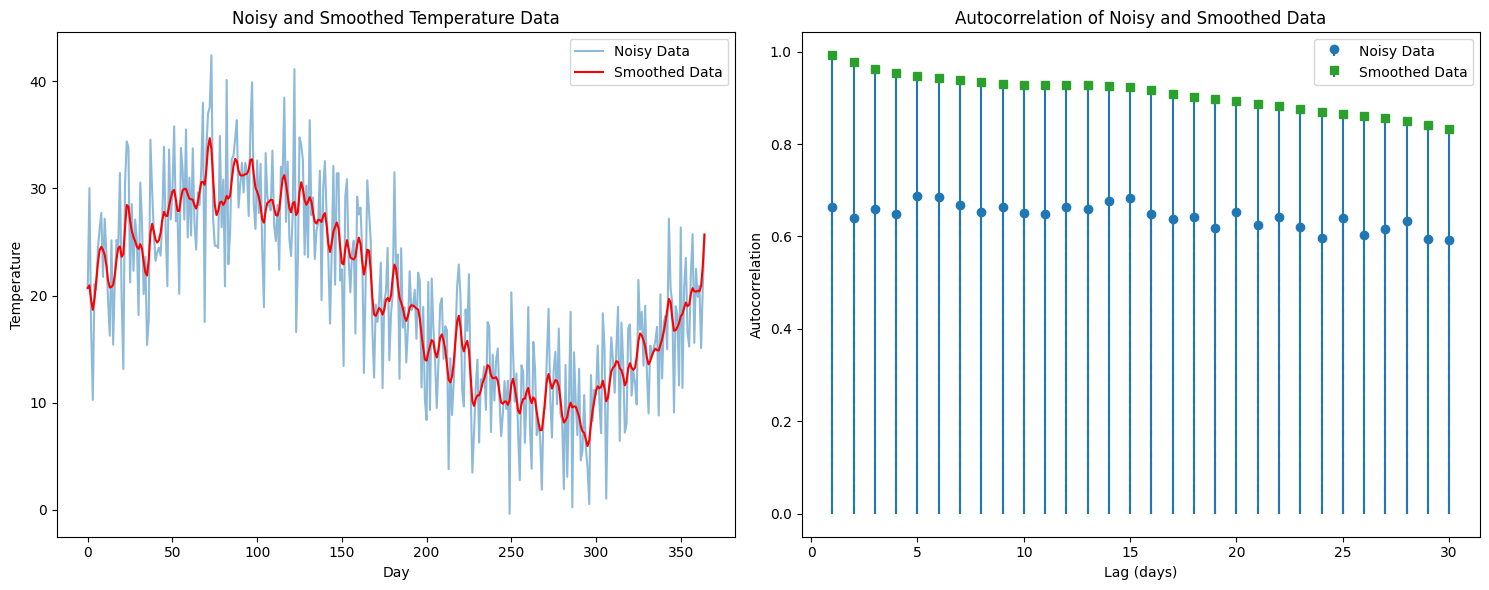 Noisy and Smoothed Temperature Data
Noisy Data
Smoothed Data
Temperature
40
30
20
10
0
0 50 100 150 200 250 300 350
Day
Autocorrelation of Noisy and Smoothed Data
Noisy Data
Smoothed Data
Autocorrelation
1.0
0.8
0.6
0.4
0.2
0.0
0 5 10 15 20 25 30
Lag (days)